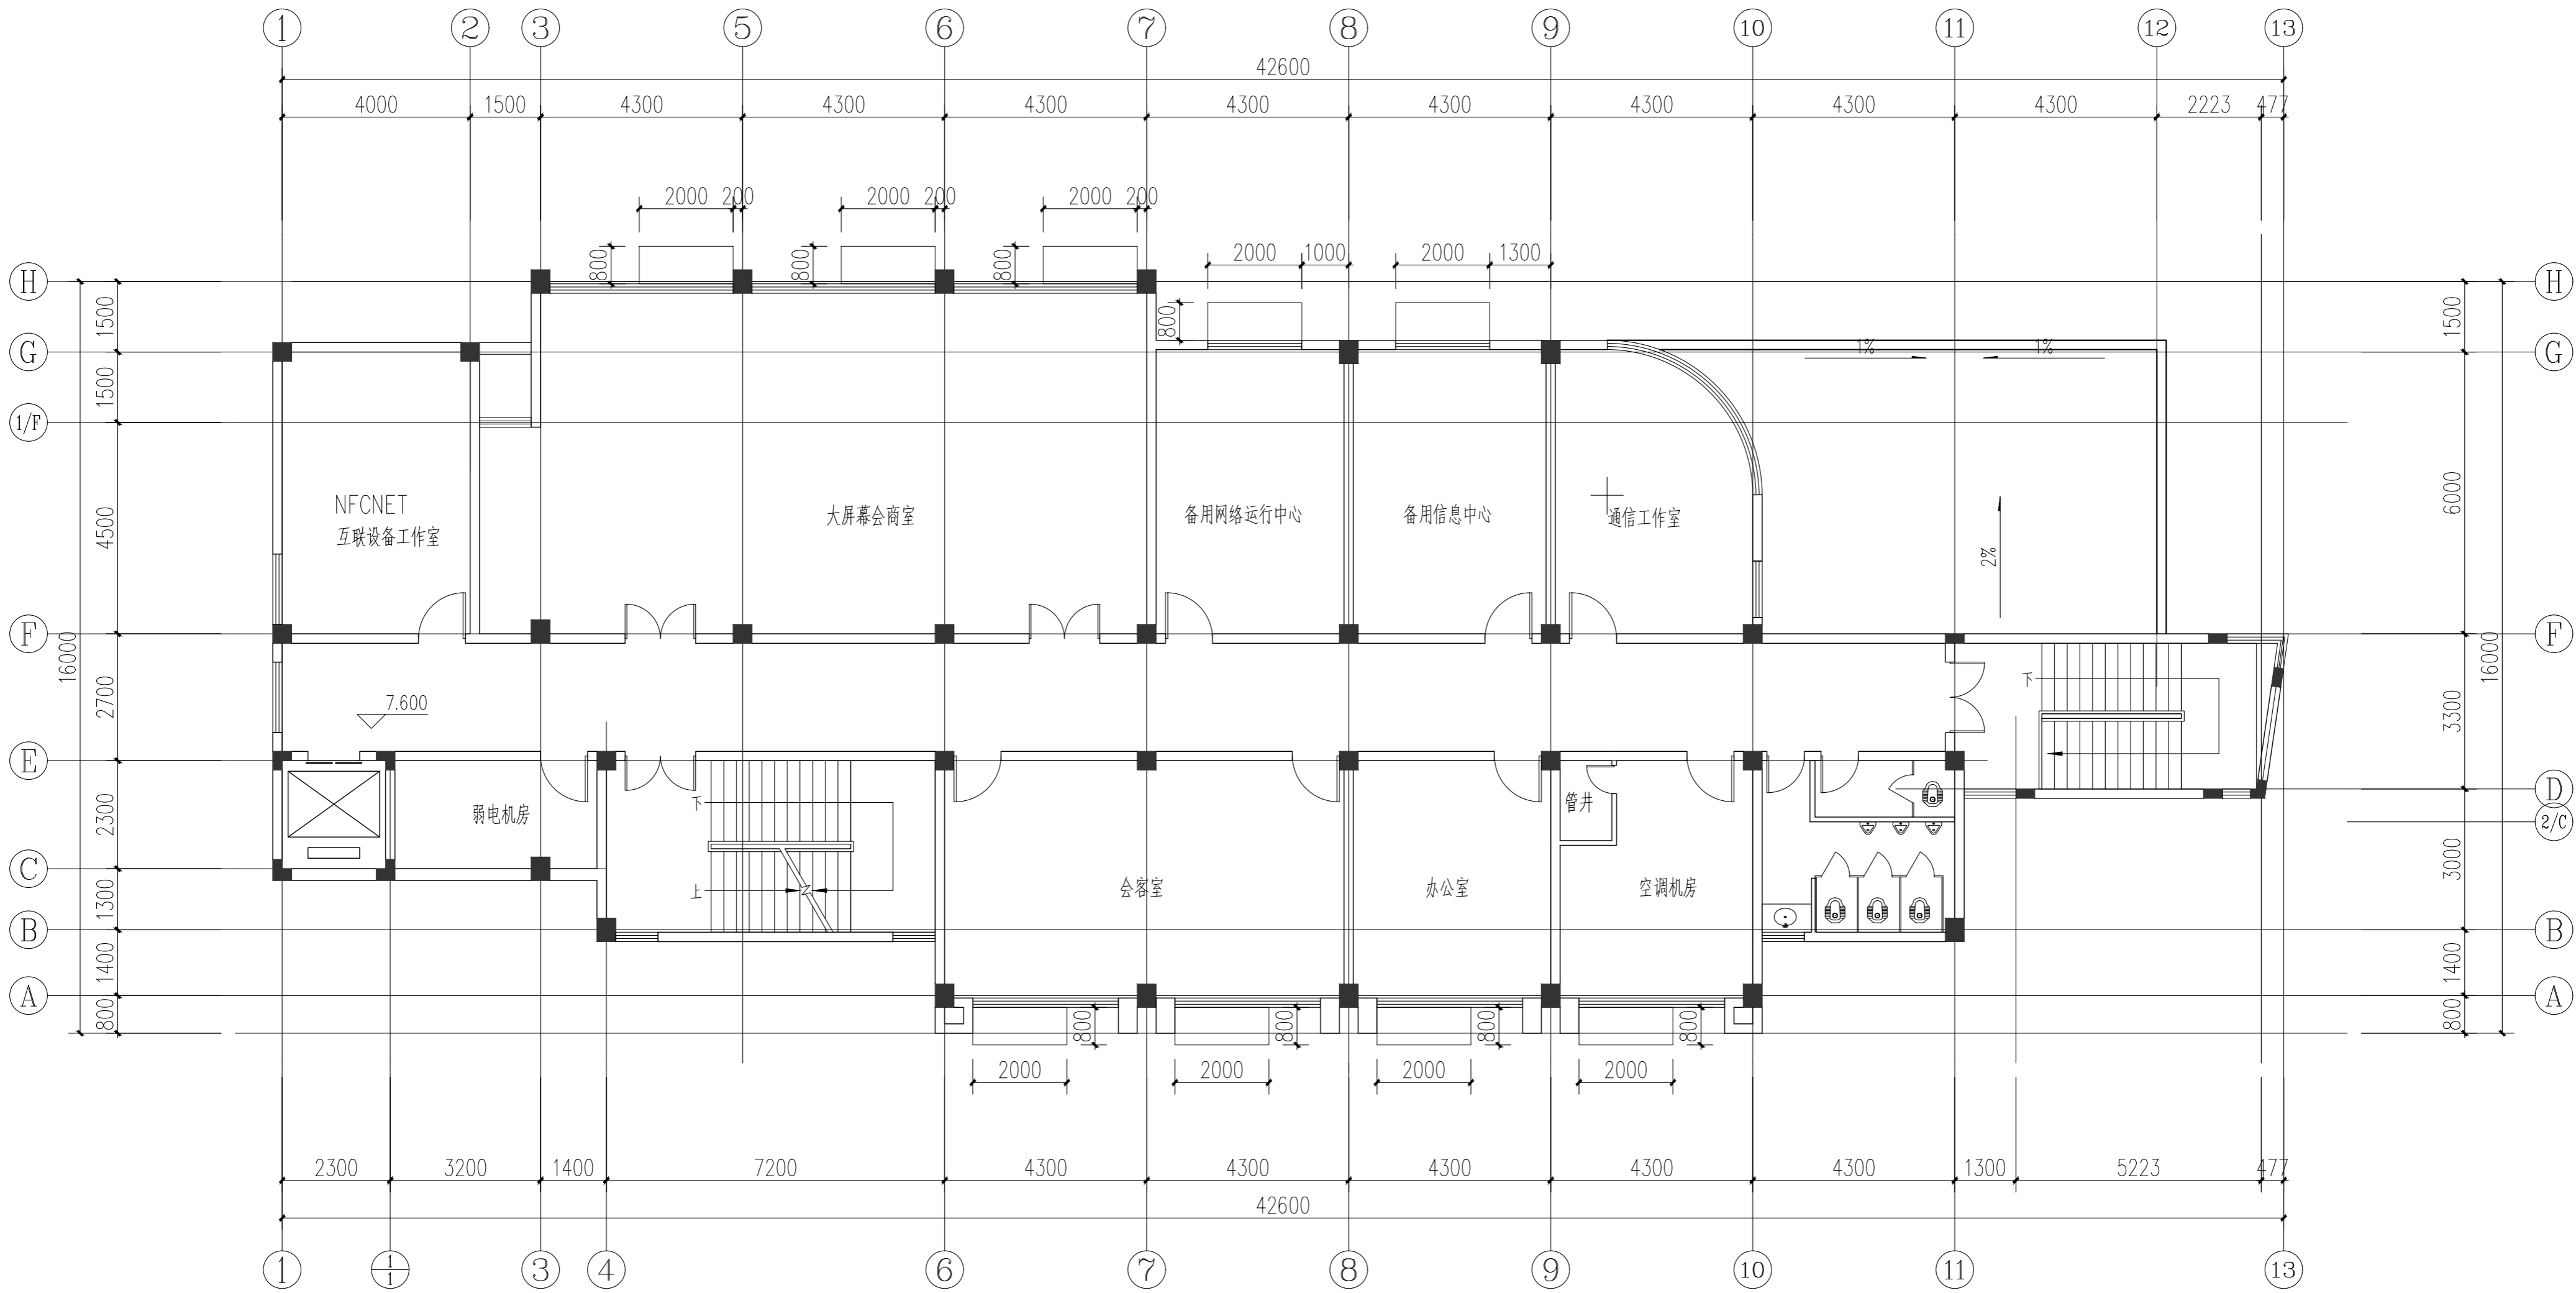 1 2 3 5 6 7 8 9 10 11 12 13
42600
4000 1500 4300 4300 4300 4300 4300 4300 4300 4300 2223 477
2000 200 2000 200 2000 200
800 800 800
2000 1000 2000 1300
800
H H
1500 1500
G G
1% 1%
1500
1/F
4500 6000
NFCNET
互联设备工作室
大屏幕会商室
备用网络运行中心
备用信息中心
通信工作室
2%
F F
16000 16000
2700 3300
7.600
下
E
D
2/C
2300
弱电机房
下
管井
C
3000
1300
上
会客室
办公室
空调机房
B B
1400 1400
A A
800 800
800 800 800 800
2000 2000 2000 2000
2300 3200 1400 7200 4300 4300 4300 4300 4300 1300 5223 477
42600
1 1/1 3 4 6 7 8 9 10 11 13